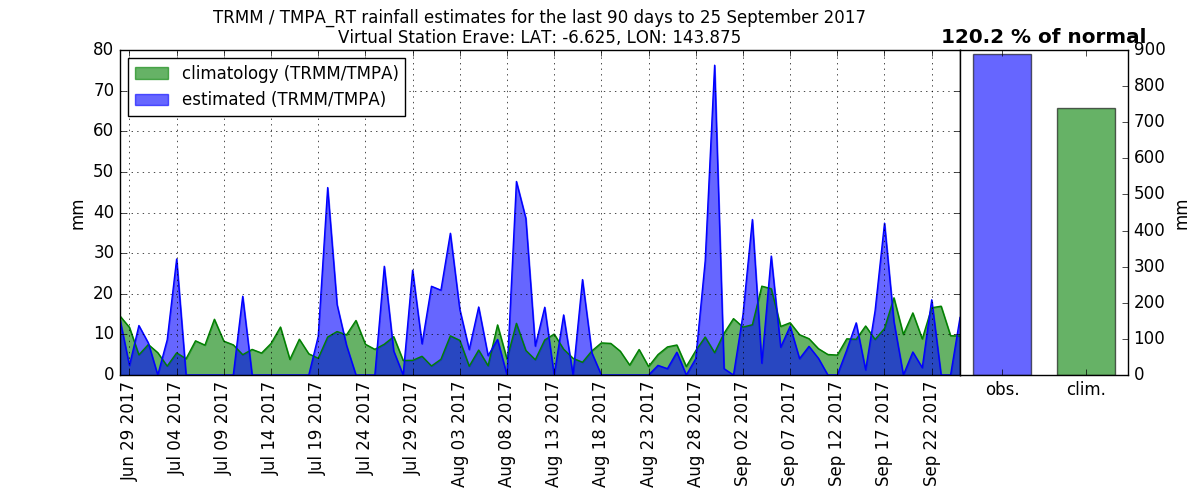 TRMM / TMPA_RT rainfall estimates for the last 90 days to 25 September 2017
Virtual Station Erave: LAT: -6.625, LON: 143.875
120.2 % of normal
climatology (TRMM/TMPA)
estimated (TRMM/TMPA)
80
70
60
50
40
30
20
10
0
mm
Jun 29 2017
Jul 04 2017
Jul 09 2017
Jul 14 2017
Jul 19 2017
Jul 24 2017
Jul 29 2017
Aug 03 2017
Aug 08 2017
Aug 13 2017
Aug 18 2017
Aug 23 2017
Aug 28 2017
Sep 02 2017
Sep 07 2017
Sep 12 2017
Sep 17 2017
Sep 22 2017
obs.
clim.
900
800
700
600
500
400
300
200
100
0
mm